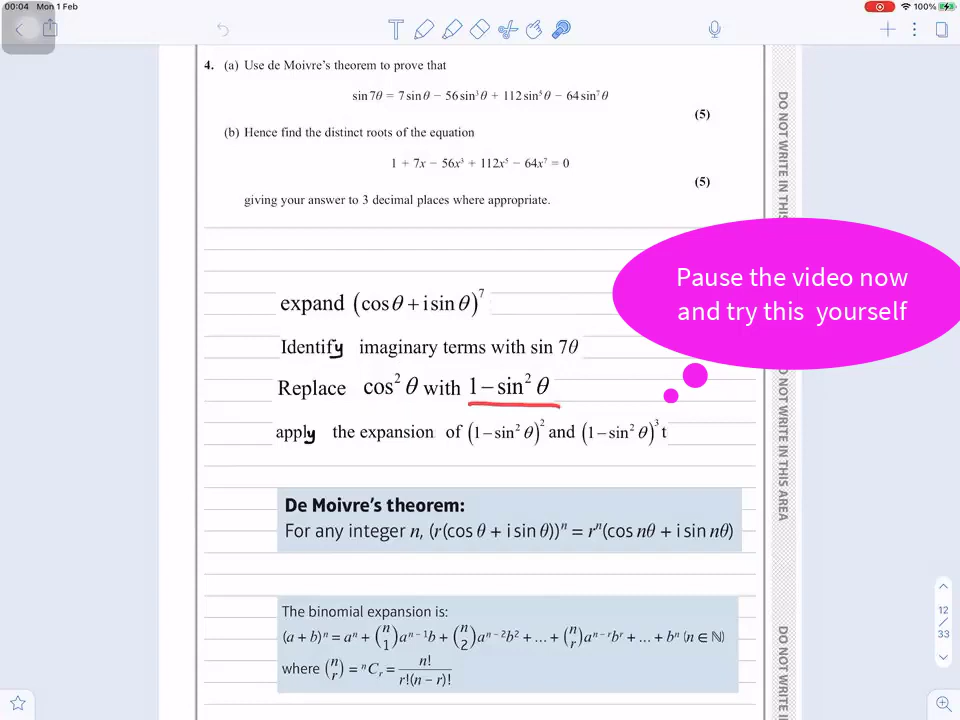 00:04 Mon 1 Feb
100%
4. (a) Use de Moivre's theorem to prove that
sin 7θ = 7 sin θ − 56 sin³ θ + 112 sin⁵ θ − 64 sin⁷ θ
(5)
(b) Hence find the distinct roots of the equation
1 + 7x − 56x³ + 112x⁵ − 64x⁷ = 0
(5)
giving your answer to 3 decimal places where appropriate.
expand (cos θ + i sin θ)⁷
Identify imaginary terms with sin 7θ
Replace cos² θ with 1 − sin² θ
apply the expansion of (1 − sin² θ)² and (1 − sin² θ)³ t
Pause the video now
and try this yourself
De Moivre's theorem:
For any integer n, (r(cos θ + i sin θ))ⁿ = rⁿ(cos nθ + i sin nθ)
The binomial expansion is:
(a + b)ⁿ = aⁿ + (n 1)aⁿ⁻¹b + (n 2)aⁿ⁻²b² + ... + (n r)aⁿ⁻ʳbʳ + ... + bⁿ (n ∈ ℕ)
where (n r) = ⁿCᵣ = n! / r!(n − r)!
DO NOT WRITE IN THIS
DO NOT WRITE IN THIS AREA
DO NOT WRITE I
12
/
33